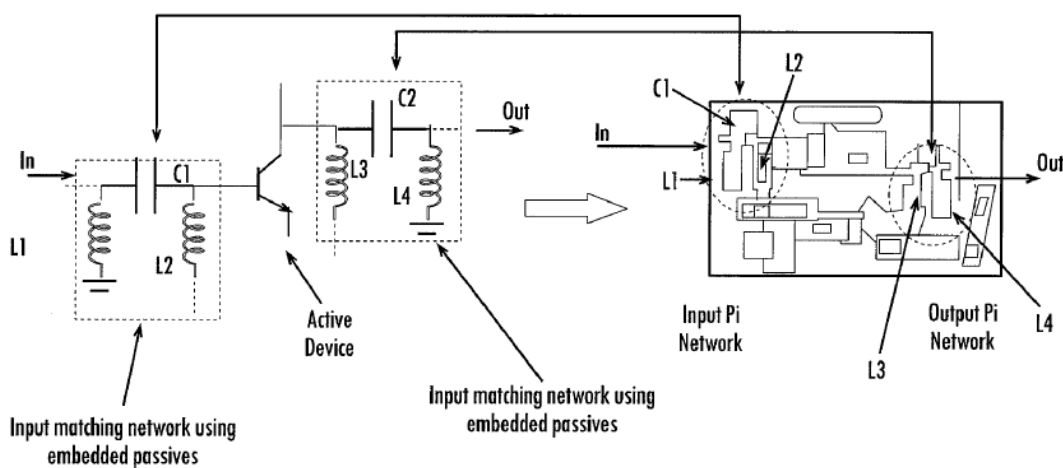 In
L1
C1
L2
Input matching network using
embedded passives
Active
Device
C2
L3
L4
Out
Input matching network using
embedded passives
In
C1
L2
L1
Out
Input Pi
Network
Output Pi
Network
L3
L4